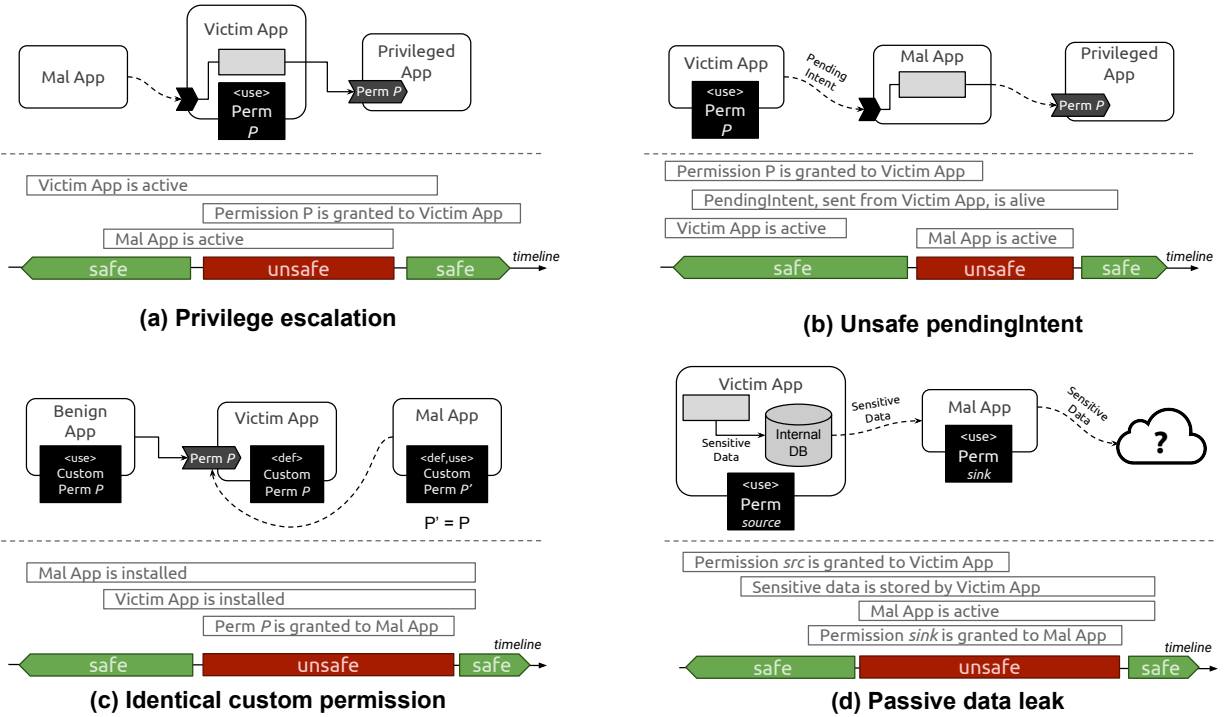 Mal App
Victim App
<use>
Perm
P
Privileged
App
Perm P
Victim App is active
Permission P is granted to Victim App
Mal App is active
timeline
safe
unsafe
safe
(a) Privilege escalation
Victim App
<use>
Perm
P
Pending
Intent
Mal App
Privileged
App
Perm P
Permission P is granted to Victim App
PendingIntent, sent from Victim App, is alive
Victim App is active
Mal App is active
timeline
safe
unsafe
safe
(b) Unsafe pendingIntent
Benign
App
<use>
Custom
Perm P
Victim App
Perm P
<def>
Custom
Perm P
Mal App
<def,use>
Custom
Perm P'
P' = P
Mal App is installed
Victim App is installed
Perm P is granted to Mal App
timeline
safe
unsafe
safe
(c) Identical custom permission
Victim App
Sensitive
Data
Internal
DB
<use>
Perm
source
Sensitive
Data
Mal App
<use>
Perm
sink
Sensitive
Data
?
Permission src is granted to Victim App
Sensitive data is stored by Victim App
Mal App is active
Permission sink is granted to Mal App
timeline
safe
unsafe
safe
(d) Passive data leak